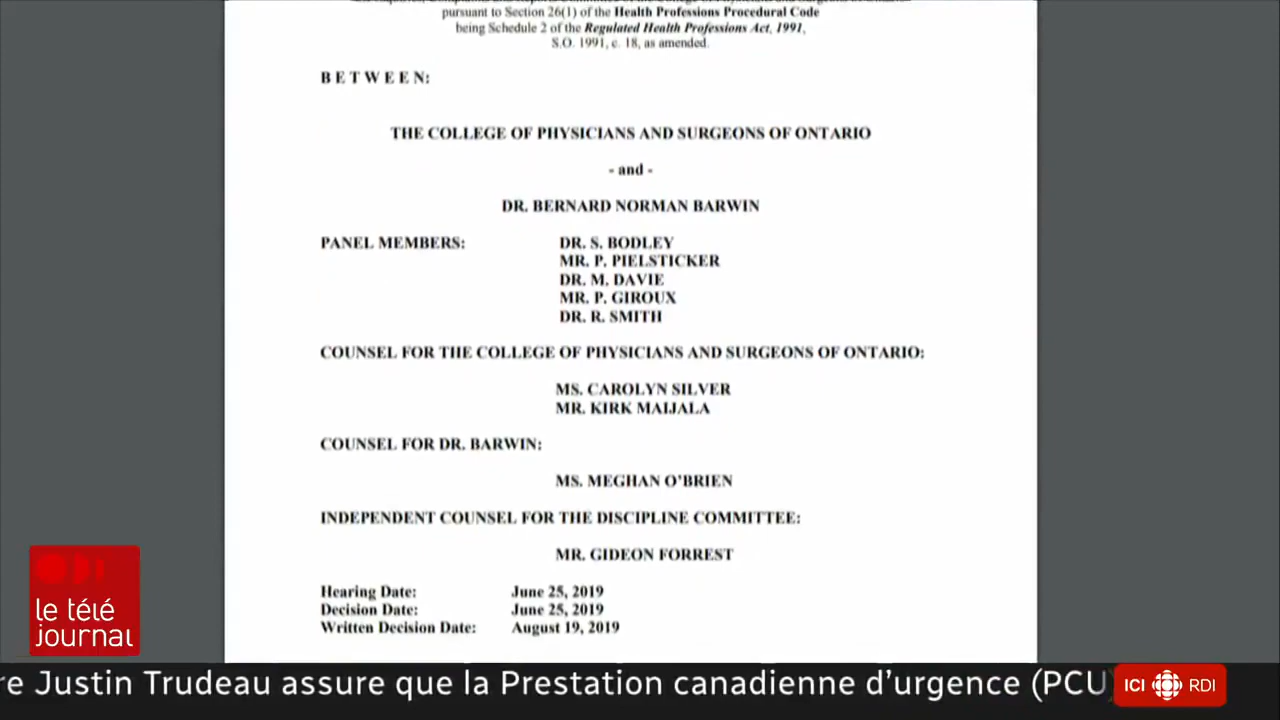 pursuant to Section 26(1) of the Health Professions Procedural Code
being Schedule 2 of the Regulated Health Professions Act, 1991,
S.O. 1991, c. 18, as amended.
B E T W E E N:
THE COLLEGE OF PHYSICIANS AND SURGEONS OF ONTARIO
- and -
DR. BERNARD NORMAN BARWIN
PANEL MEMBERS: DR. S. BODLEY
MR. P. PIELSTICKER
DR. M. DAVIE
MR. P. GIROUX
DR. R. SMITH
COUNSEL FOR THE COLLEGE OF PHYSICIANS AND SURGEONS OF ONTARIO:
MS. CAROLYN SILVER
MR. KIRK MAIJALA
COUNSEL FOR DR. BARWIN:
MS. MEGHAN O'BRIEN
INDEPENDENT COUNSEL FOR THE DISCIPLINE COMMITTEE:
MR. GIDEON FORREST
Hearing Date: June 25, 2019
Decision Date: June 25, 2019
Written Decision Date: August 19, 2019
le télé
journal
re Justin Trudeau assure que la Prestation canadienne d'urgence (PCU)
ICI RDI